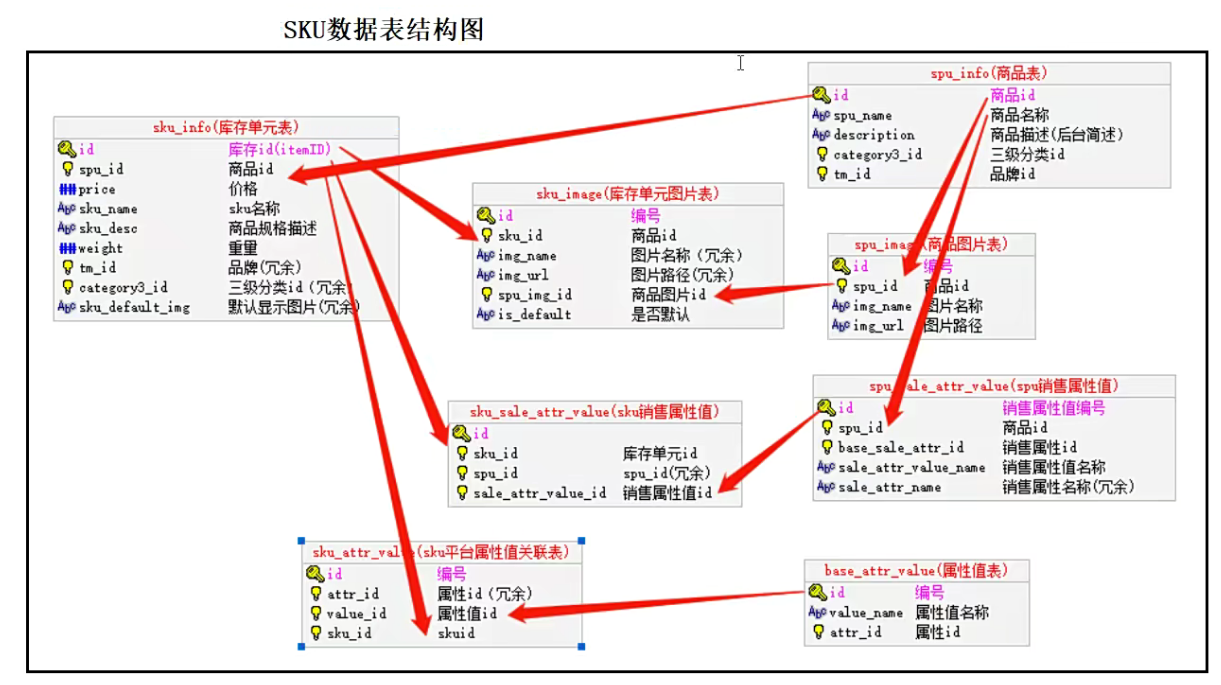 SKU数据表结构图
spu_info(商品表)
id 商品id
spu_name 商品名称
description 商品描述(后台简述)
category3_id 三级分类id
tm_id 品牌id
sku_info(库存单元表)
id 库存id(itemID)
spu_id 商品id
price 价格
sku_name sku名称
sku_desc 商品规格描述
weight 重量
tm_id 品牌(冗余)
category3_id 三级分类id(冗余)
sku_default_img 默认显示图片(冗余)
sku_image(库存单元图片表)
id 编号
sku_id 商品id
img_name 图片名称(冗余)
img_url 图片路径(冗余)
spu_img_id 商品图片id
is_default 是否默认
spu_image(商品图片表)
id 编号
spu_id 商品id
img_name 图片名称
img_url 图片路径
spu_sale_attr_value(spu销售属性值)
id 销售属性值编号
spu_id 商品id
base_sale_attr_id 销售属性id
sale_attr_value_name 销售属性值名称
sale_attr_name 销售属性名称(冗余)
sku_sale_attr_value(sku销售属性值)
id
sku_id 库存单元id
spu_id spu_id(冗余)
sale_attr_value_id 销售属性值id
sku_attr_value(sku平台属性值关联表)
id 编号
attr_id 属性id(冗余)
value_id 属性值id
sku_id skuid
base_attr_value(属性值表)
id 编号
value_name 属性值名称
attr_id 属性id